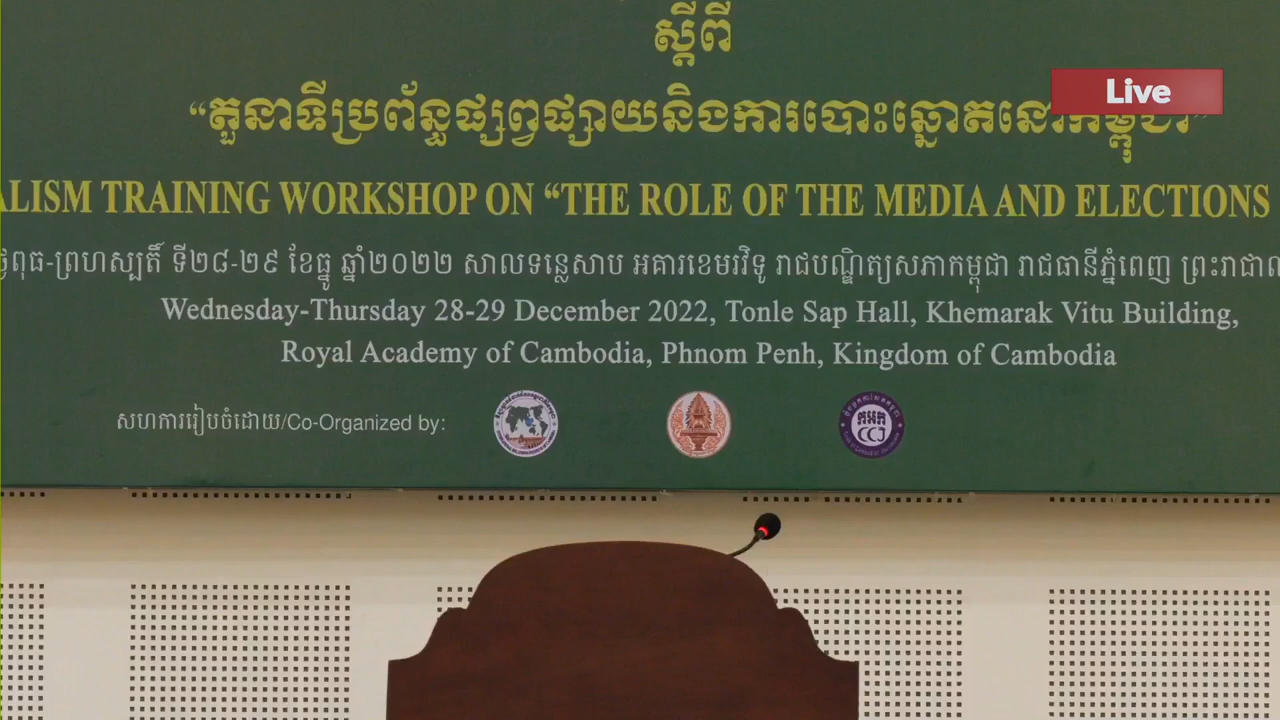 ស្តីពី
Live
“តួនាទីប្រព័ន្ធផ្សព្វផ្សាយនិងការបោះឆ្នោតនៅកម្ពុជា”
ALISM TRAINING WORKSHOP ON “THE ROLE OF THE MEDIA AND ELECTIONS
ថ្ងៃពុធ-ព្រហស្បតិ៍ ទី២៨-២៩ ខែធ្នូ ឆ្នាំ២០២២ សាលទន្លេសាប អគារខេមរវិទូ រាជបណ្ឌិត្យសភាកម្ពុជា រាជធានីភ្នំពេញ
Wednesday-Thursday 28-29 December 2022, Tonle Sap Hall, Khemarak Vitu Building,
Royal Academy of Cambodia, Phnom Penh, Kingdom of Cambodia
សហការរៀបចំដោយ/Co-Organized by:
CCJ